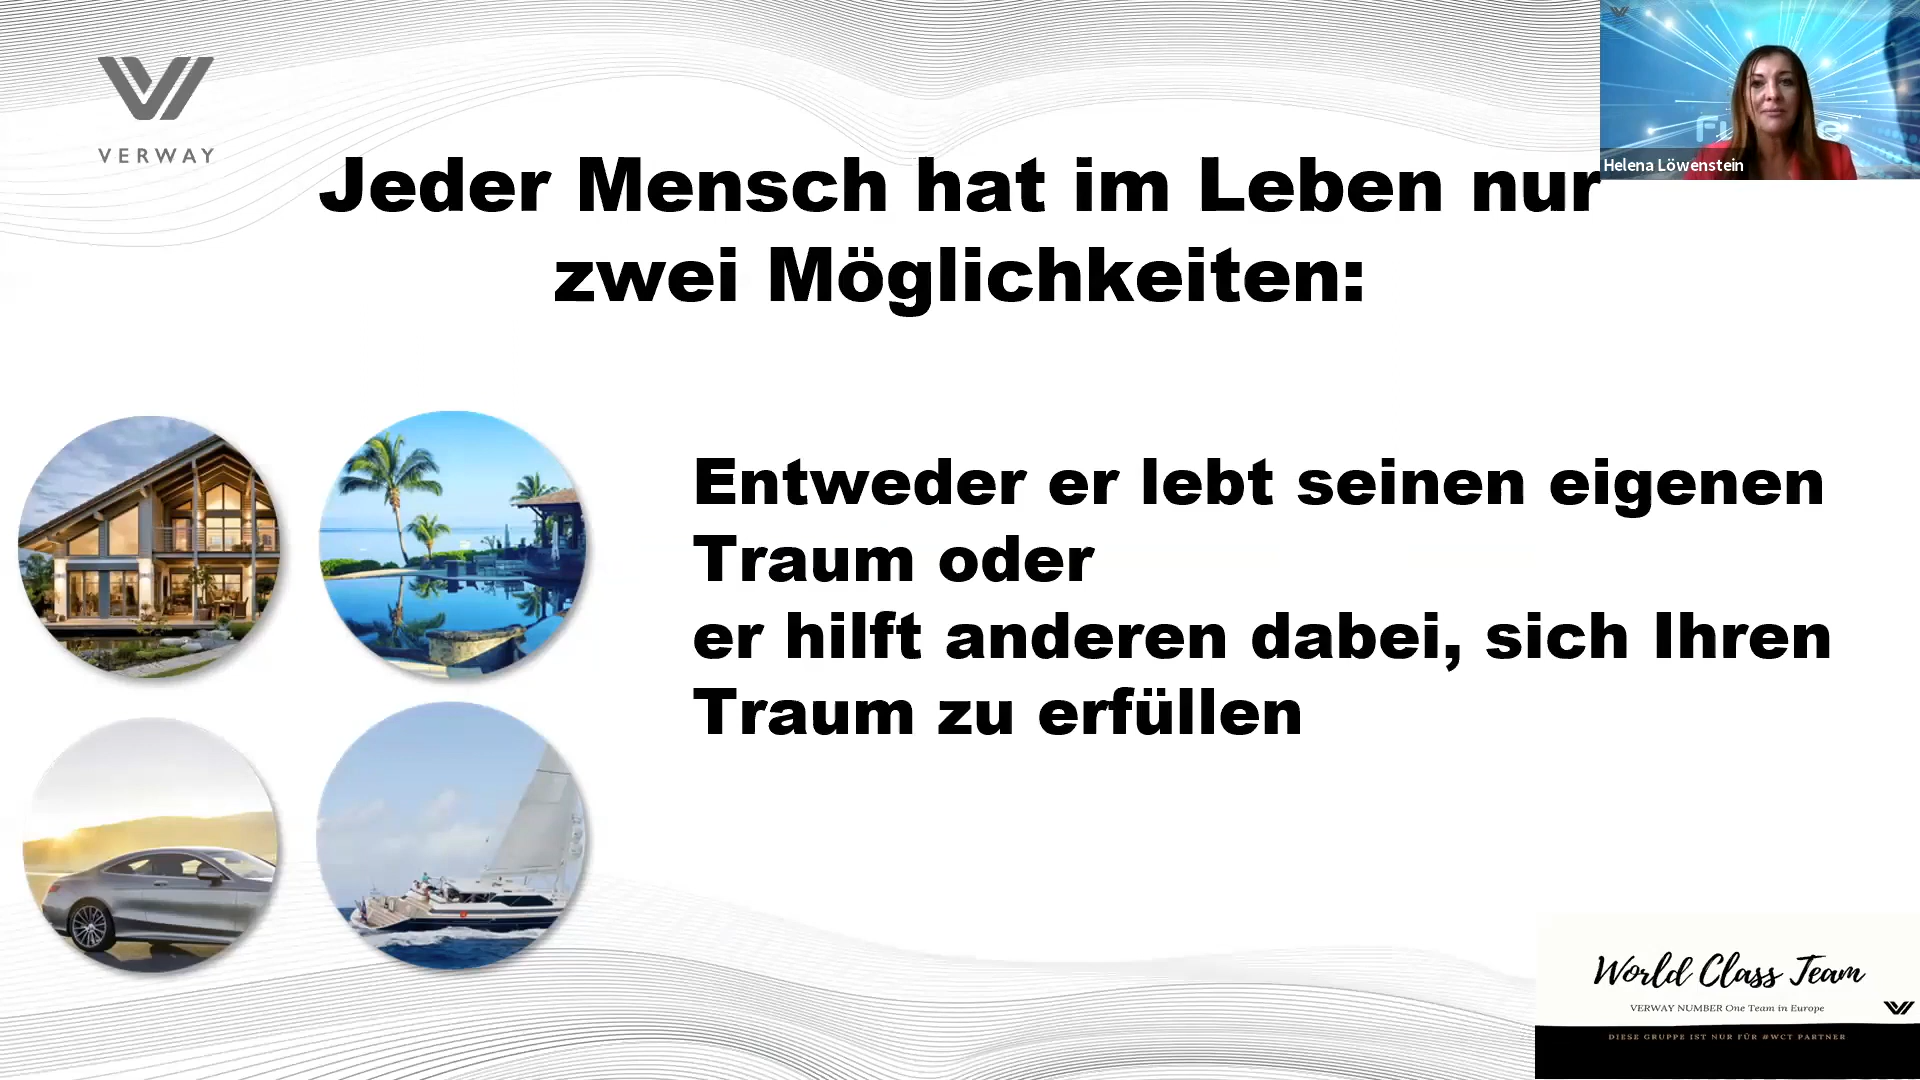 VERWAY
Jeder Mensch hat im Leben nur
zwei Möglichkeiten:
Helena Löwenstein
Entweder er lebt seinen eigenen
Traum oder
er hilft anderen dabei, sich Ihren
Traum zu erfüllen
World Class Team
VERWAY NUMBER One Team in Europe
DIESE GRUPPE IST NUR FÜR #WCT PARTNER